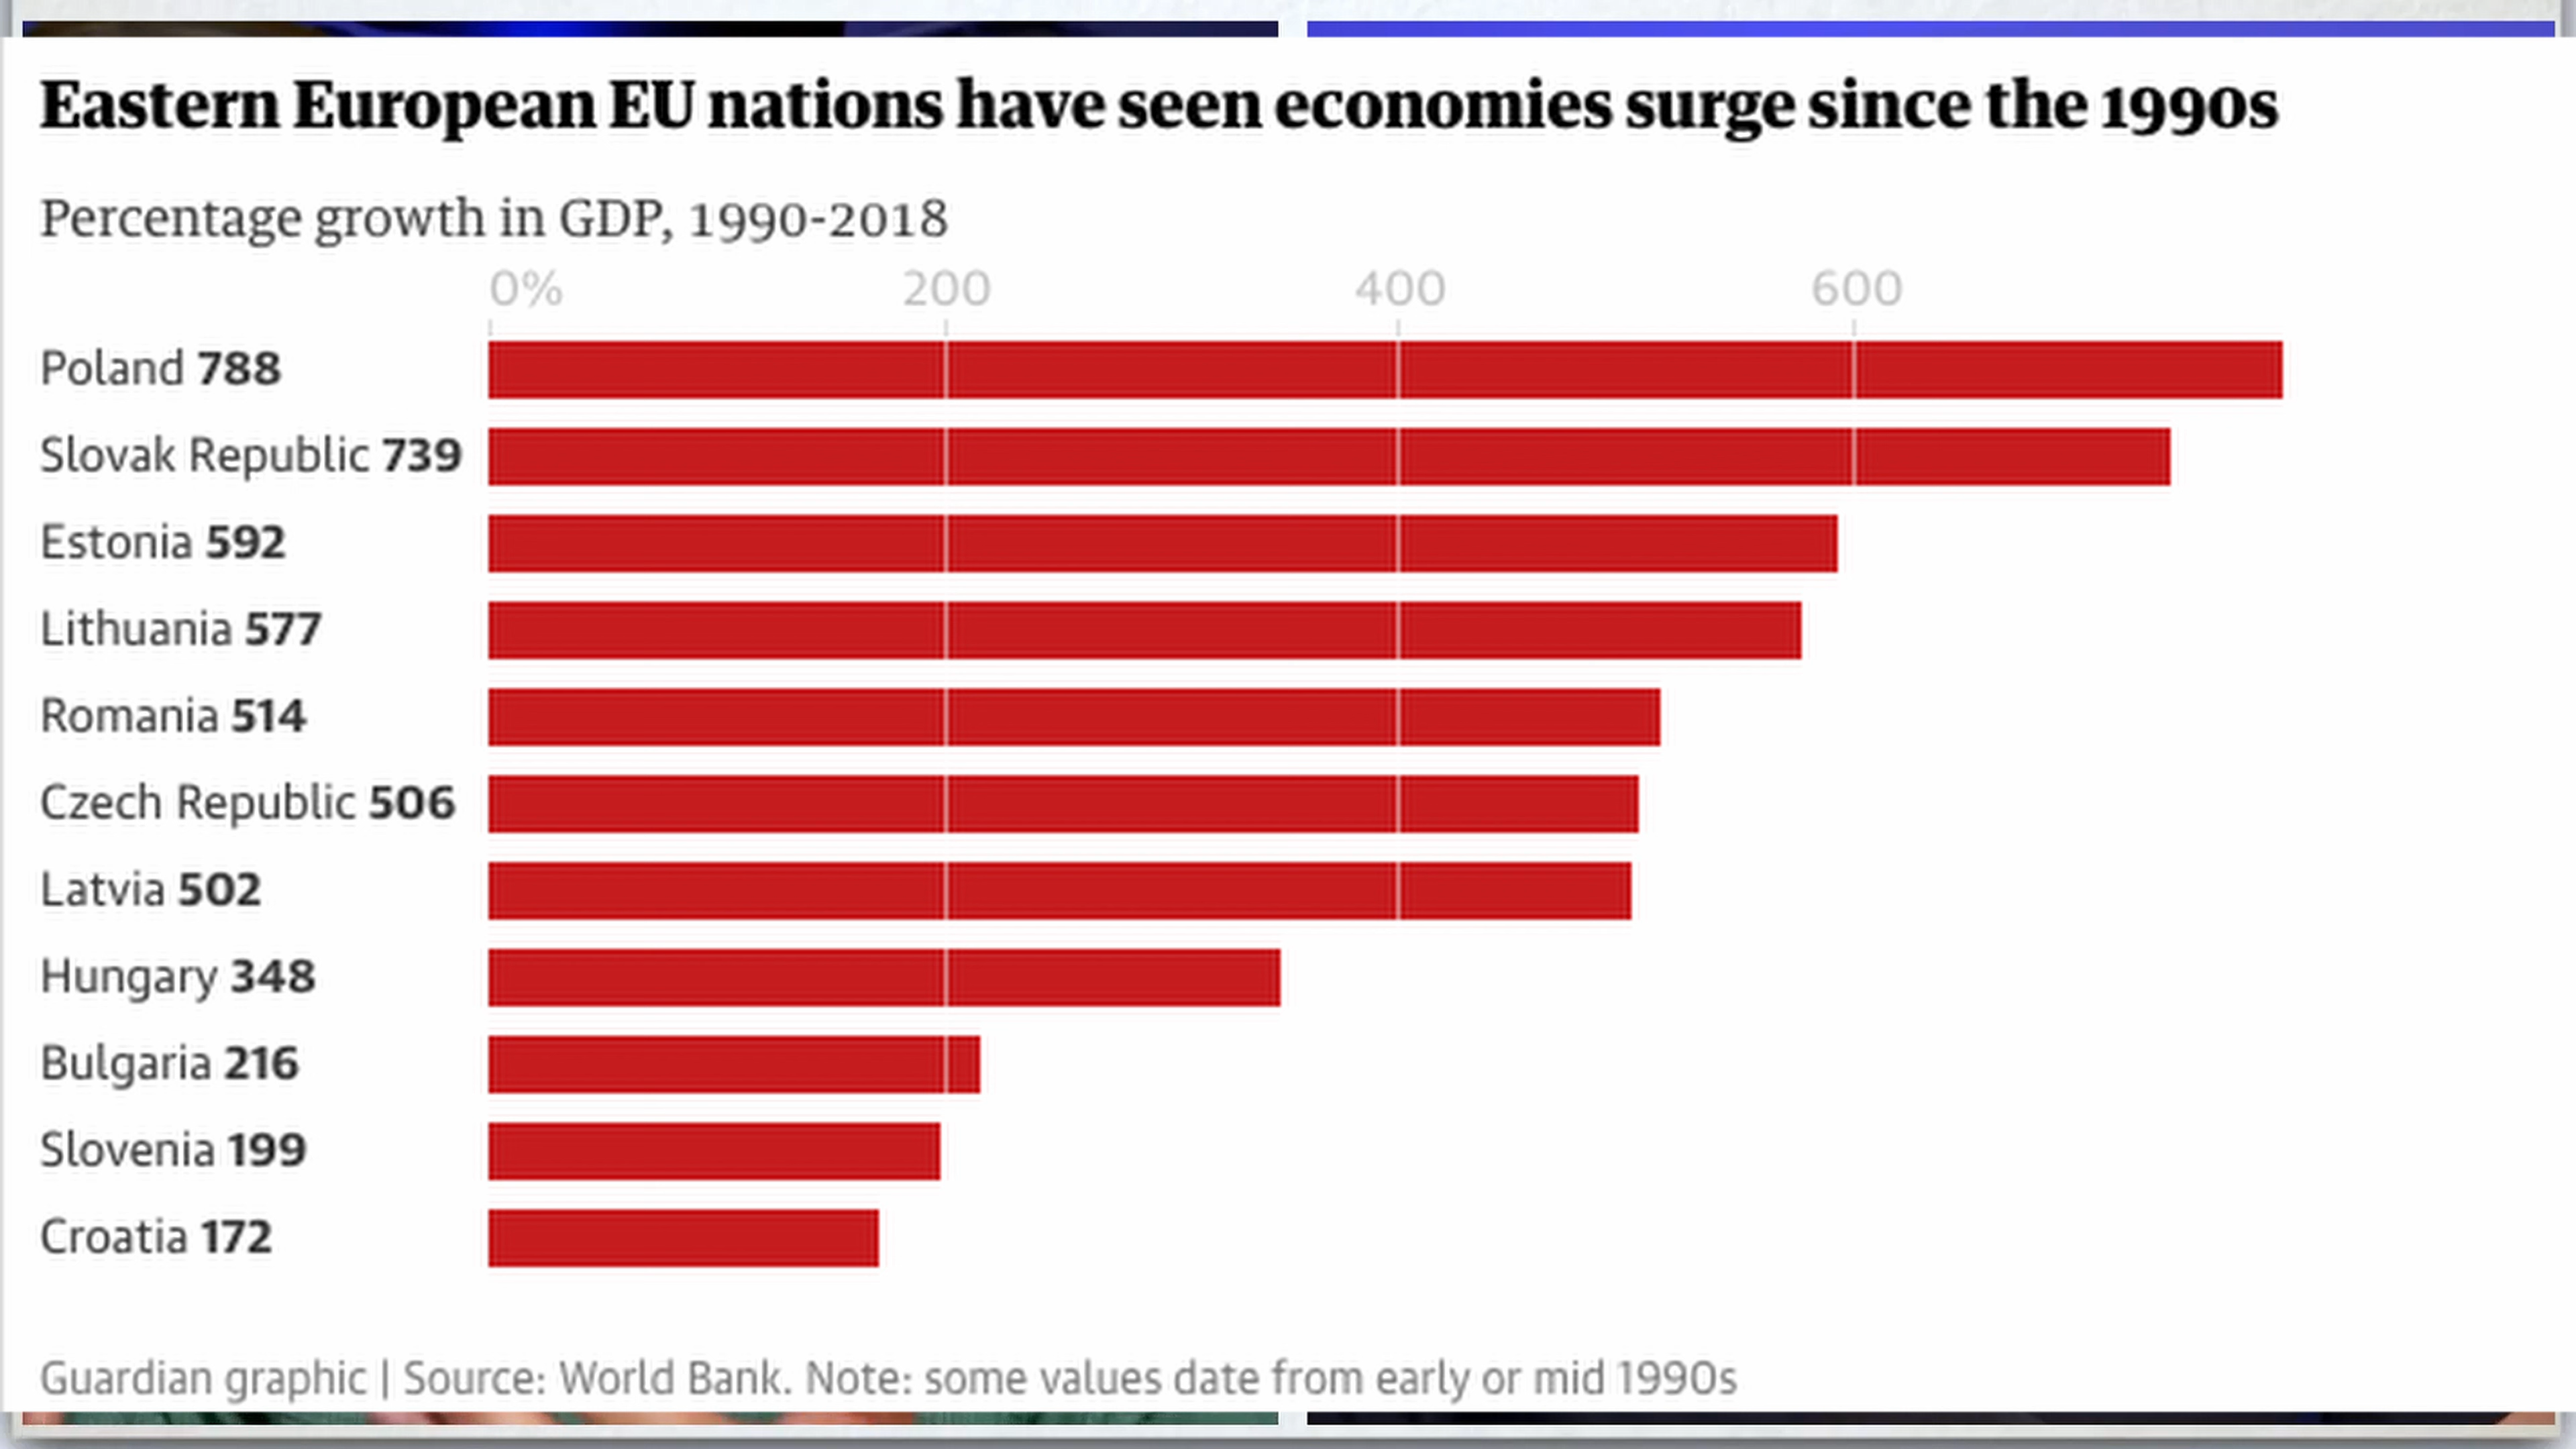 Eastern European EU nations have seen economies surge since the 1990s
Percentage growth in GDP, 1990-2018
0% 200 400 600
Poland 788
Slovak Republic 739
Estonia 592
Lithuania 577
Romania 514
Czech Republic 506
Latvia 502
Hungary 348
Bulgaria 216
Slovenia 199
Croatia 172
Guardian graphic | Source: World Bank. Note: some values date from early or mid 1990s